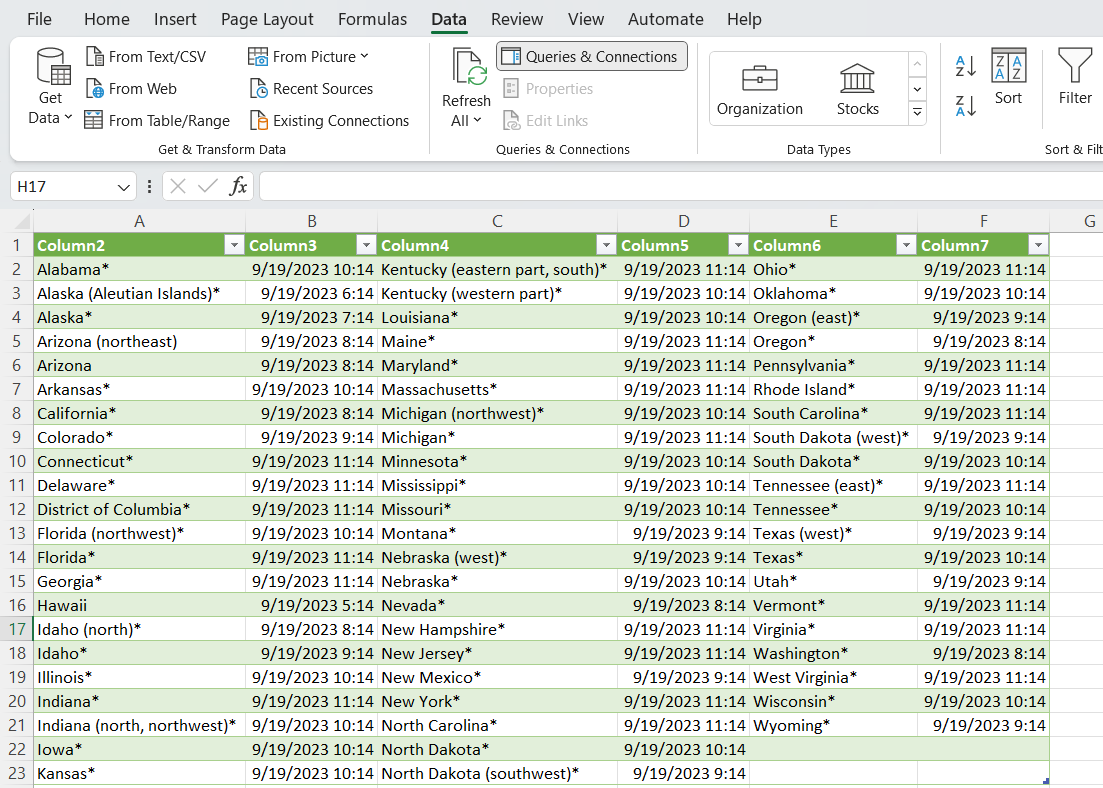 File Home Insert Page Layout Formulas Data Review View Automate Help
Get Data
From Text/CSV
From Web
From Table/Range
From Picture
Recent Sources
Existing Connections
Get & Transform Data
Refresh All
Queries & Connections
Properties
Edit Links
Queries & Connections
Organization
Stocks
Data Types
A Z
Z A
Z A A Z
Sort
Filter
Sort & Filt
H17 fx
A B C D E F G
1 Column2 Column3 Column4 Column5 Column6 Column7
2 Alabama* 9/19/2023 10:14 Kentucky (eastern part, south)* 9/19/2023 11:14 Ohio* 9/19/2023 11:14
3 Alaska (Aleutian Islands)* 9/19/2023 6:14 Kentucky (western part)* 9/19/2023 10:14 Oklahoma* 9/19/2023 10:14
4 Alaska* 9/19/2023 7:14 Louisiana* 9/19/2023 10:14 Oregon (east)* 9/19/2023 9:14
5 Arizona (northeast) 9/19/2023 8:14 Maine* 9/19/2023 11:14 Oregon* 9/19/2023 8:14
6 Arizona 9/19/2023 8:14 Maryland* 9/19/2023 11:14 Pennsylvania* 9/19/2023 11:14
7 Arkansas* 9/19/2023 10:14 Massachusetts* 9/19/2023 11:14 Rhode Island* 9/19/2023 11:14
8 California* 9/19/2023 8:14 Michigan (northwest)* 9/19/2023 10:14 South Carolina* 9/19/2023 11:14
9 Colorado* 9/19/2023 9:14 Michigan* 9/19/2023 11:14 South Dakota (west)* 9/19/2023 9:14
10 Connecticut* 9/19/2023 11:14 Minnesota* 9/19/2023 10:14 South Dakota* 9/19/2023 10:14
11 Delaware* 9/19/2023 11:14 Mississippi* 9/19/2023 10:14 Tennessee (east)* 9/19/2023 11:14
12 District of Columbia* 9/19/2023 11:14 Missouri* 9/19/2023 10:14 Tennessee* 9/19/2023 10:14
13 Florida (northwest)* 9/19/2023 10:14 Montana* 9/19/2023 9:14 Texas (west)* 9/19/2023 9:14
14 Florida* 9/19/2023 11:14 Nebraska (west)* 9/19/2023 9:14 Texas* 9/19/2023 10:14
15 Georgia* 9/19/2023 11:14 Nebraska* 9/19/2023 10:14 Utah* 9/19/2023 9:14
16 Hawaii 9/19/2023 5:14 Nevada* 9/19/2023 8:14 Vermont* 9/19/2023 11:14
17 Idaho (north)* 9/19/2023 8:14 New Hampshire* 9/19/2023 11:14 Virginia* 9/19/2023 11:14
18 Idaho* 9/19/2023 9:14 New Jersey* 9/19/2023 11:14 Washington* 9/19/2023 8:14
19 Illinois* 9/19/2023 10:14 New Mexico* 9/19/2023 9:14 West Virginia* 9/19/2023 11:14
20 Indiana* 9/19/2023 11:14 New York* 9/19/2023 11:14 Wisconsin* 9/19/2023 10:14
21 Indiana (north, northwest)* 9/19/2023 10:14 North Carolina* 9/19/2023 11:14 Wyoming* 9/19/2023 9:14
22 Iowa* 9/19/2023 10:14 North Dakota* 9/19/2023 10:14
23 Kansas* 9/19/2023 10:14 North Dakota (southwest)* 9/19/2023 9:14